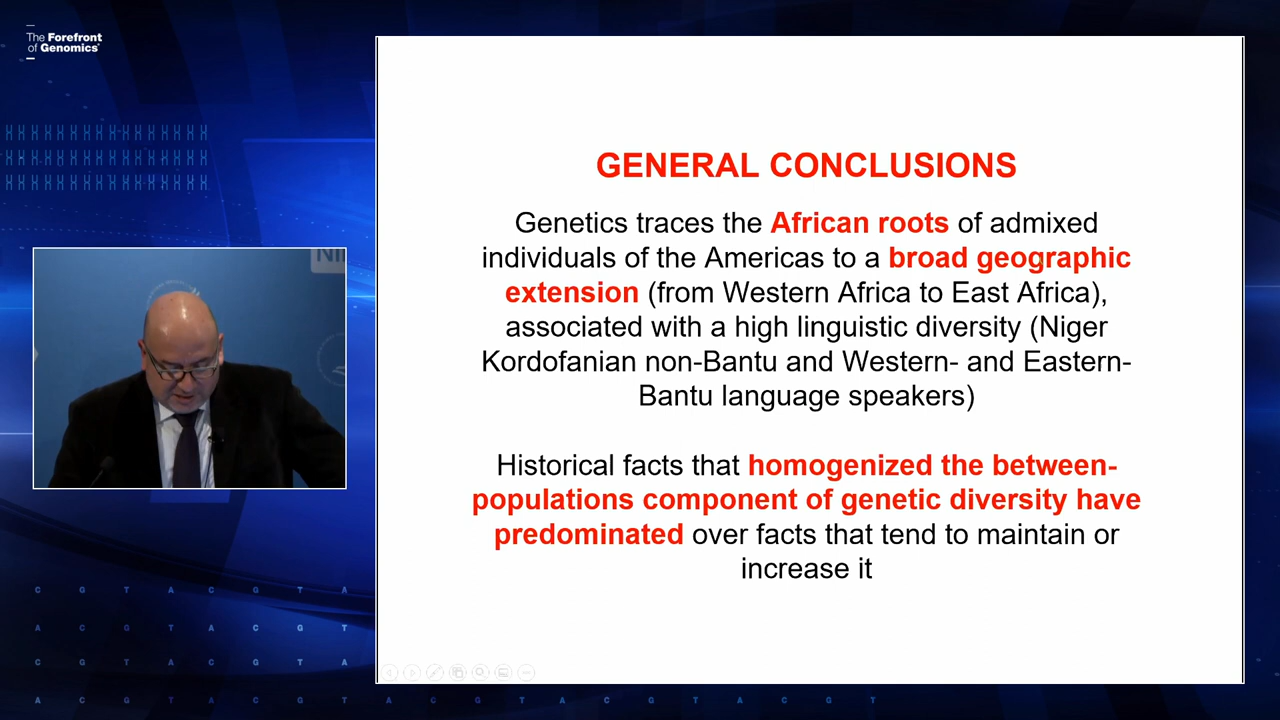 The Forefront
of Genomics®
GENERAL CONCLUSIONS
Genetics traces the African roots of admixed
individuals of the Americas to a broad geographic
extension (from Western Africa to East Africa),
associated with a high linguistic diversity (Niger
Kordofanian non-Bantu and Western- and Eastern-
Bantu language speakers)
Historical facts that homogenized the between-
populations component of genetic diversity have
predominated over facts that tend to maintain or
increase it
C G T A C G T A
A C G T A C G T
C G T A C G T A
A C G T A C G T A C G T A C G T A C G T